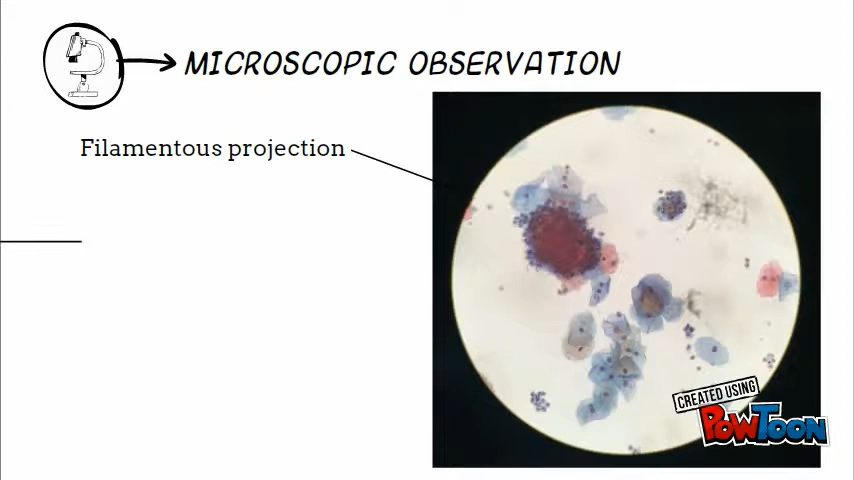 MICROSCOPIC OBSERVATION
Filamentous projection
CREATED USING
POWTOON